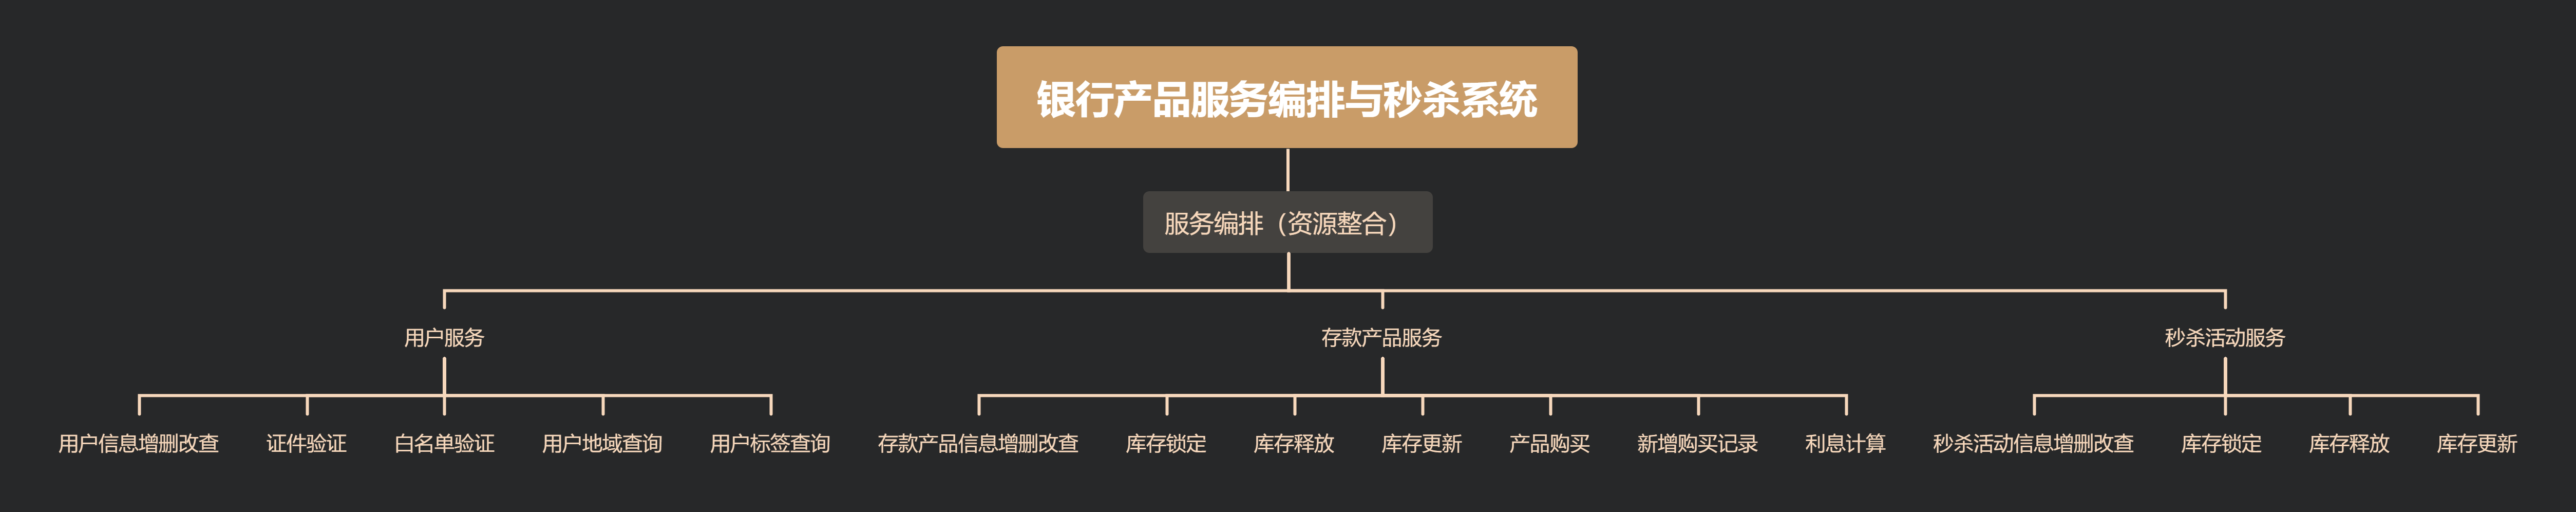 银行产品服务编排与秒杀系统
服务编排（资源整合）
用户服务
存款产品服务
秒杀活动服务
用户信息增删改查
证件验证
白名单验证
用户地域查询
用户标签查询
存款产品信息增删改查
库存锁定
库存释放
库存更新
产品购买
新增购买记录
利息计算
秒杀活动信息增删改查
库存锁定
库存释放
库存更新